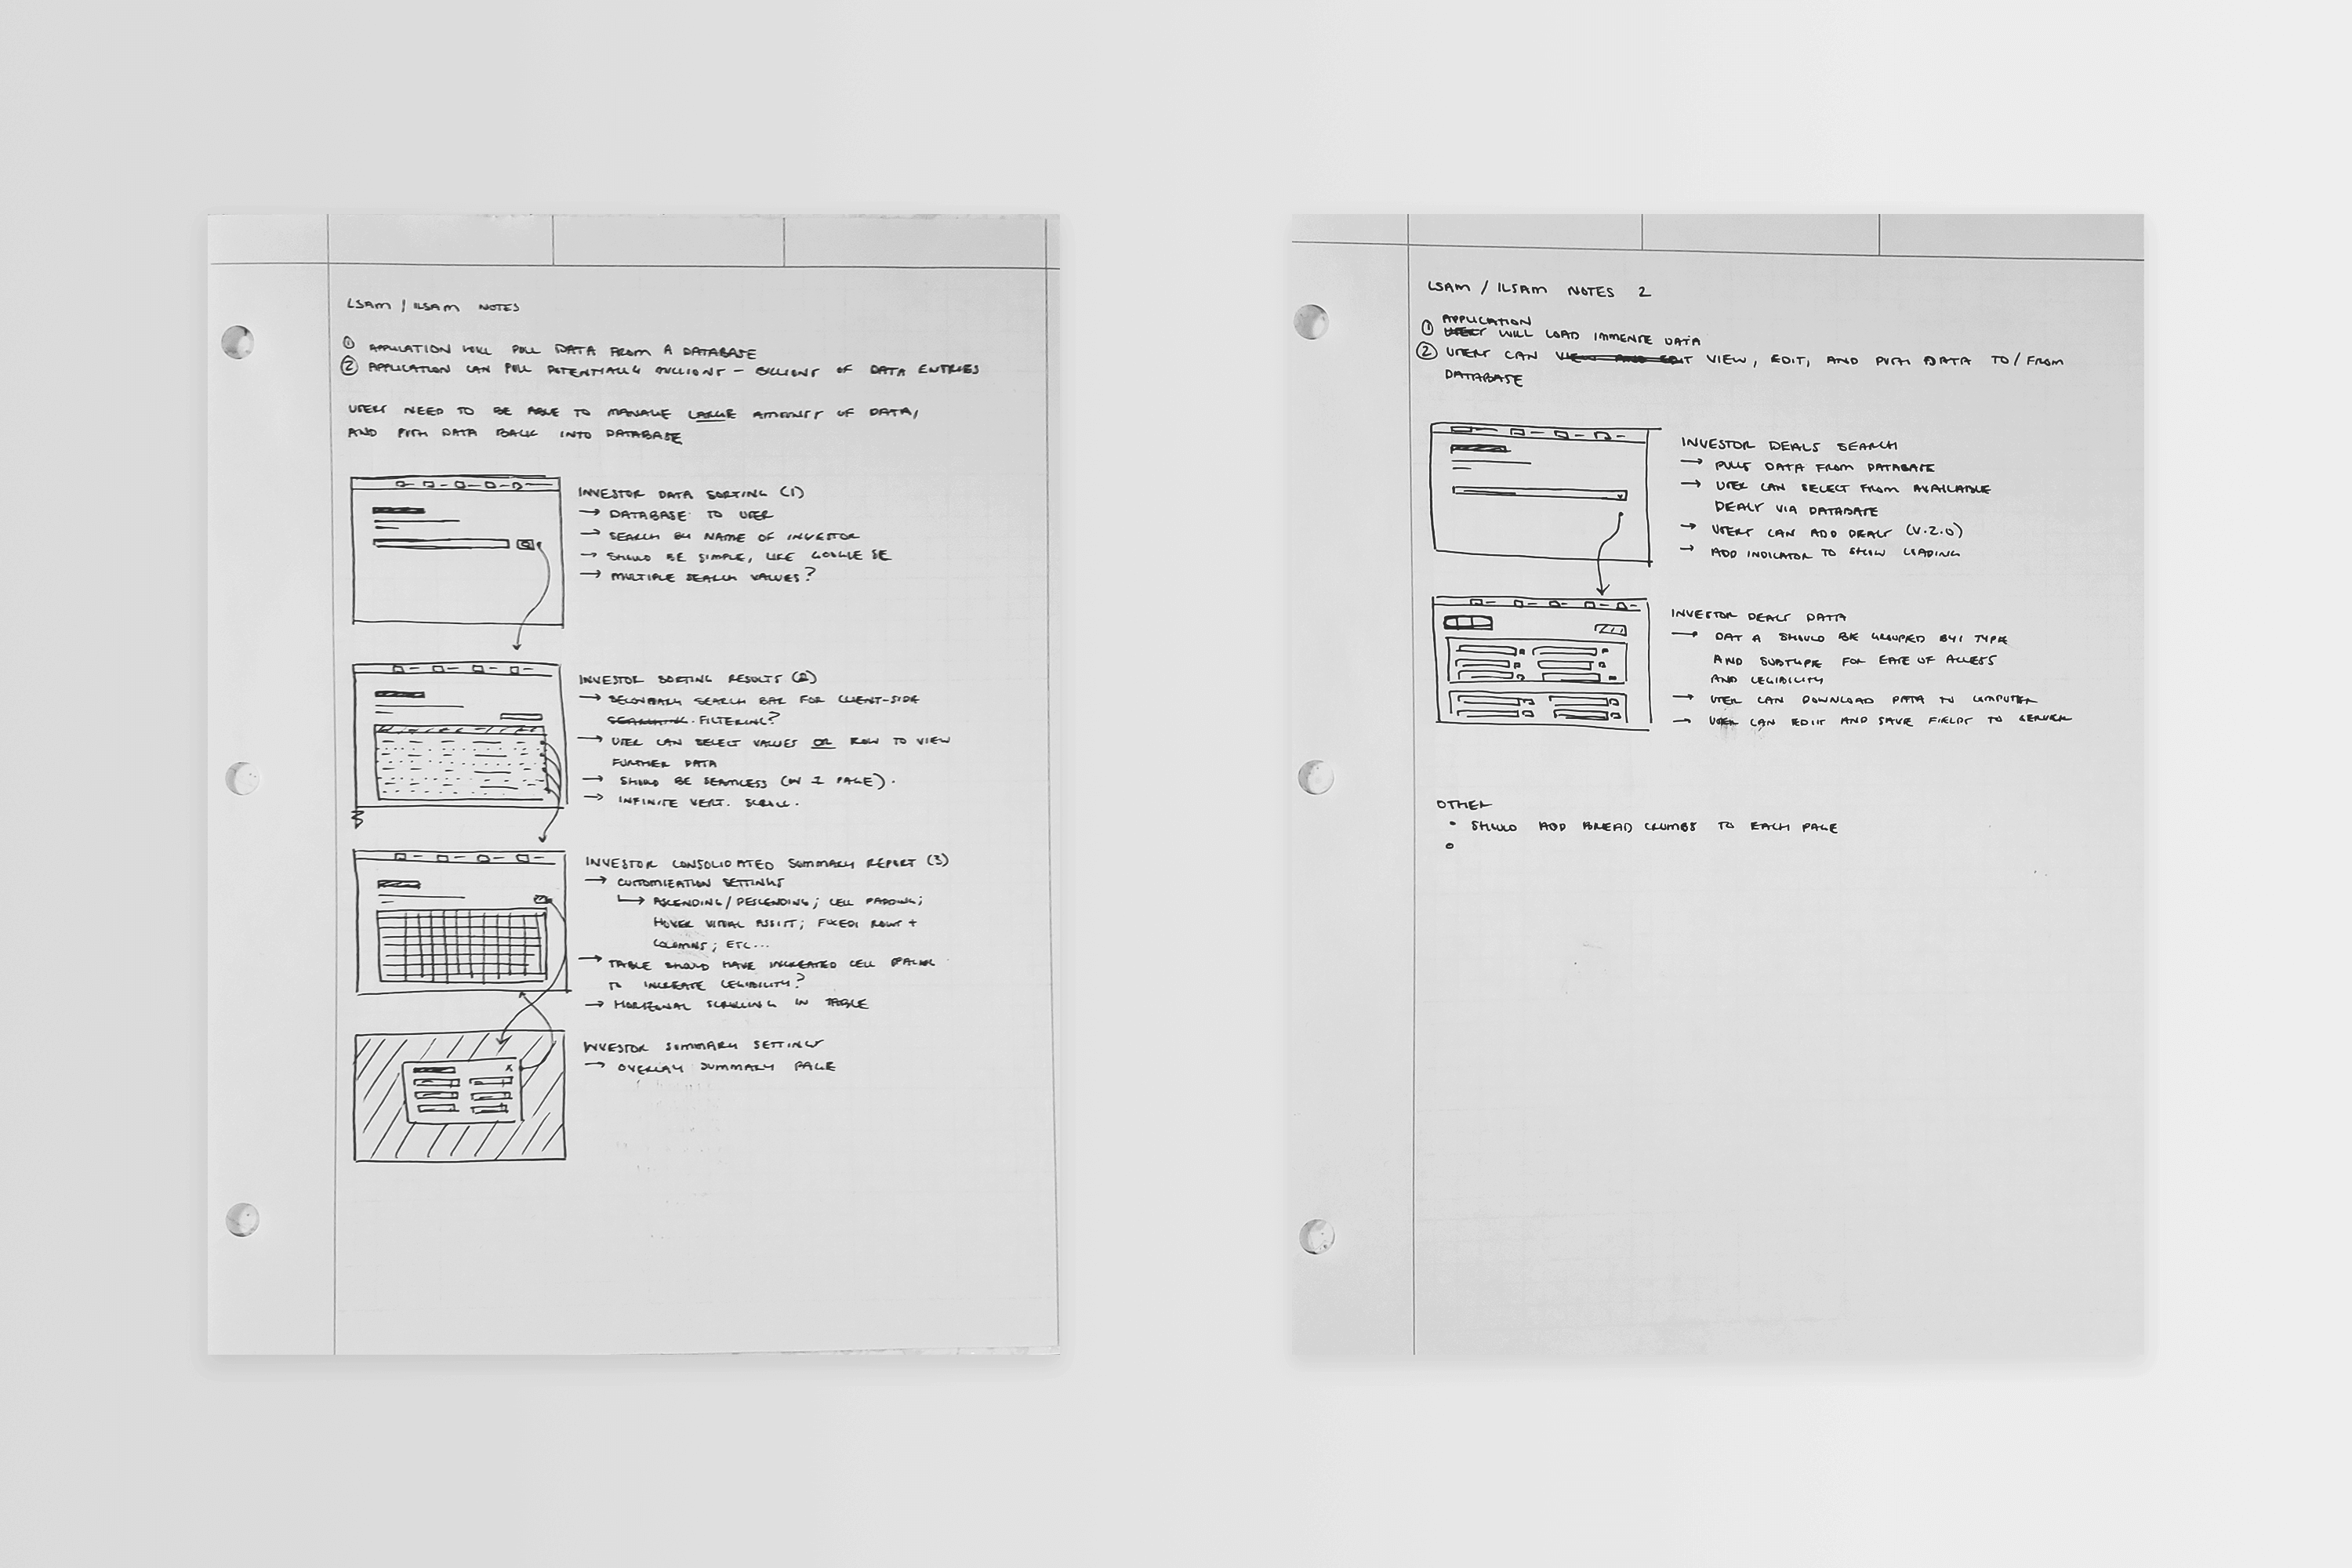 LSAM / ILSAM NOTES
① APPLICATION WILL PULL DATA FROM A DATABASE
② APPLICATION CAN PULL POTENTIALLY MILLIONS - BILLIONS OF DATA ENTRIES
USERS NEED TO BE ABLE TO MANAGE LARGE AMOUNTS OF DATA,
AND PUSH DATA BACK INTO DATABASE
INVESTOR DATA SORTING (1)
→ DATABASE TO USER
→ SEARCH BY NAME OF INVESTOR
→ SHOULD BE SIMPLE, LIKE GOOGLE SE
→ MULTIPLE SEARCH VALUES?
INVESTOR SORTING RESULTS (2)
→ SECONDARY SEARCH BAR FOR CLIENT-SIDE
SEARCHING. FILTERING?
→ USER CAN SELECT VALUES OR ROW TO VIEW
FURTHER DATA
→ SHOULD BE SEAMLESS (ON 1 PAGE).
→ INFINITE VERT. SCROLL.
INVESTOR CONSOLIDATED SUMMARY REPORT (3)
→ CUSTOMIZATION SETTINGS
↳ ASCENDING/DESCENDING; CELL PADDING;
HOVER VISUAL ASSIST; FIXED: ROWS +
COLUMNS; ETC...
→ TABLE SHOULD HAVE INCREASED CELL
TO INCREASE LEGIBILITY?
→ HORIZONAL SCROLLING IN TABLE
INVESTOR SUMMARY SETTINGS
→ OVERLAY SUMMARY PAGE
LSAM / ILSAM NOTES 2
APPLICATION
① WILL LOAD IMMENSE DATA
② USERS CAN VIEW AND EDIT VIEW, EDIT, AND PUSH DATA TO/FROM
DATABASE
INVESTOR DEALS SEARCH
→ PULLS DATA FROM DATABASE
→ USER CAN SELECT FROM AVAILABLE
DEALS VIA DATABASE
→ USERS CAN ADD DEALS (V.2.0)
→ ADD INDICATOR TO SHOW LOADING
INVESTOR DEALS DATA
→ DATA SHOULD BE GROUPED BY: TYPE
AND SUBTYPE FOR EASE OF ACCESS
AND LEGIBILITY
→ USER CAN DOWNLOAD DATA TO COMPUTER
→ USER CAN EDIT AND SAVE FIELDS TO SERVER
OTHER
• SHOULD ADD BREAD CRUMBS TO EACH PAGE